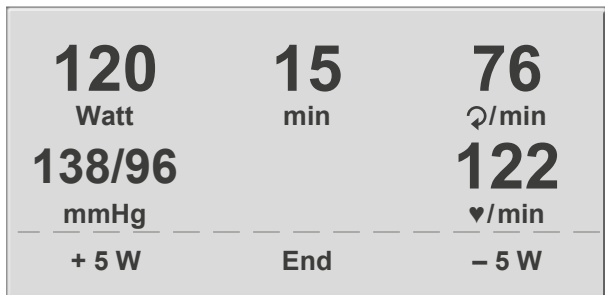 120 15 76
Watt min ⟳/min
138/96 122
mmHg ♥/min
+ 5 W End – 5 W